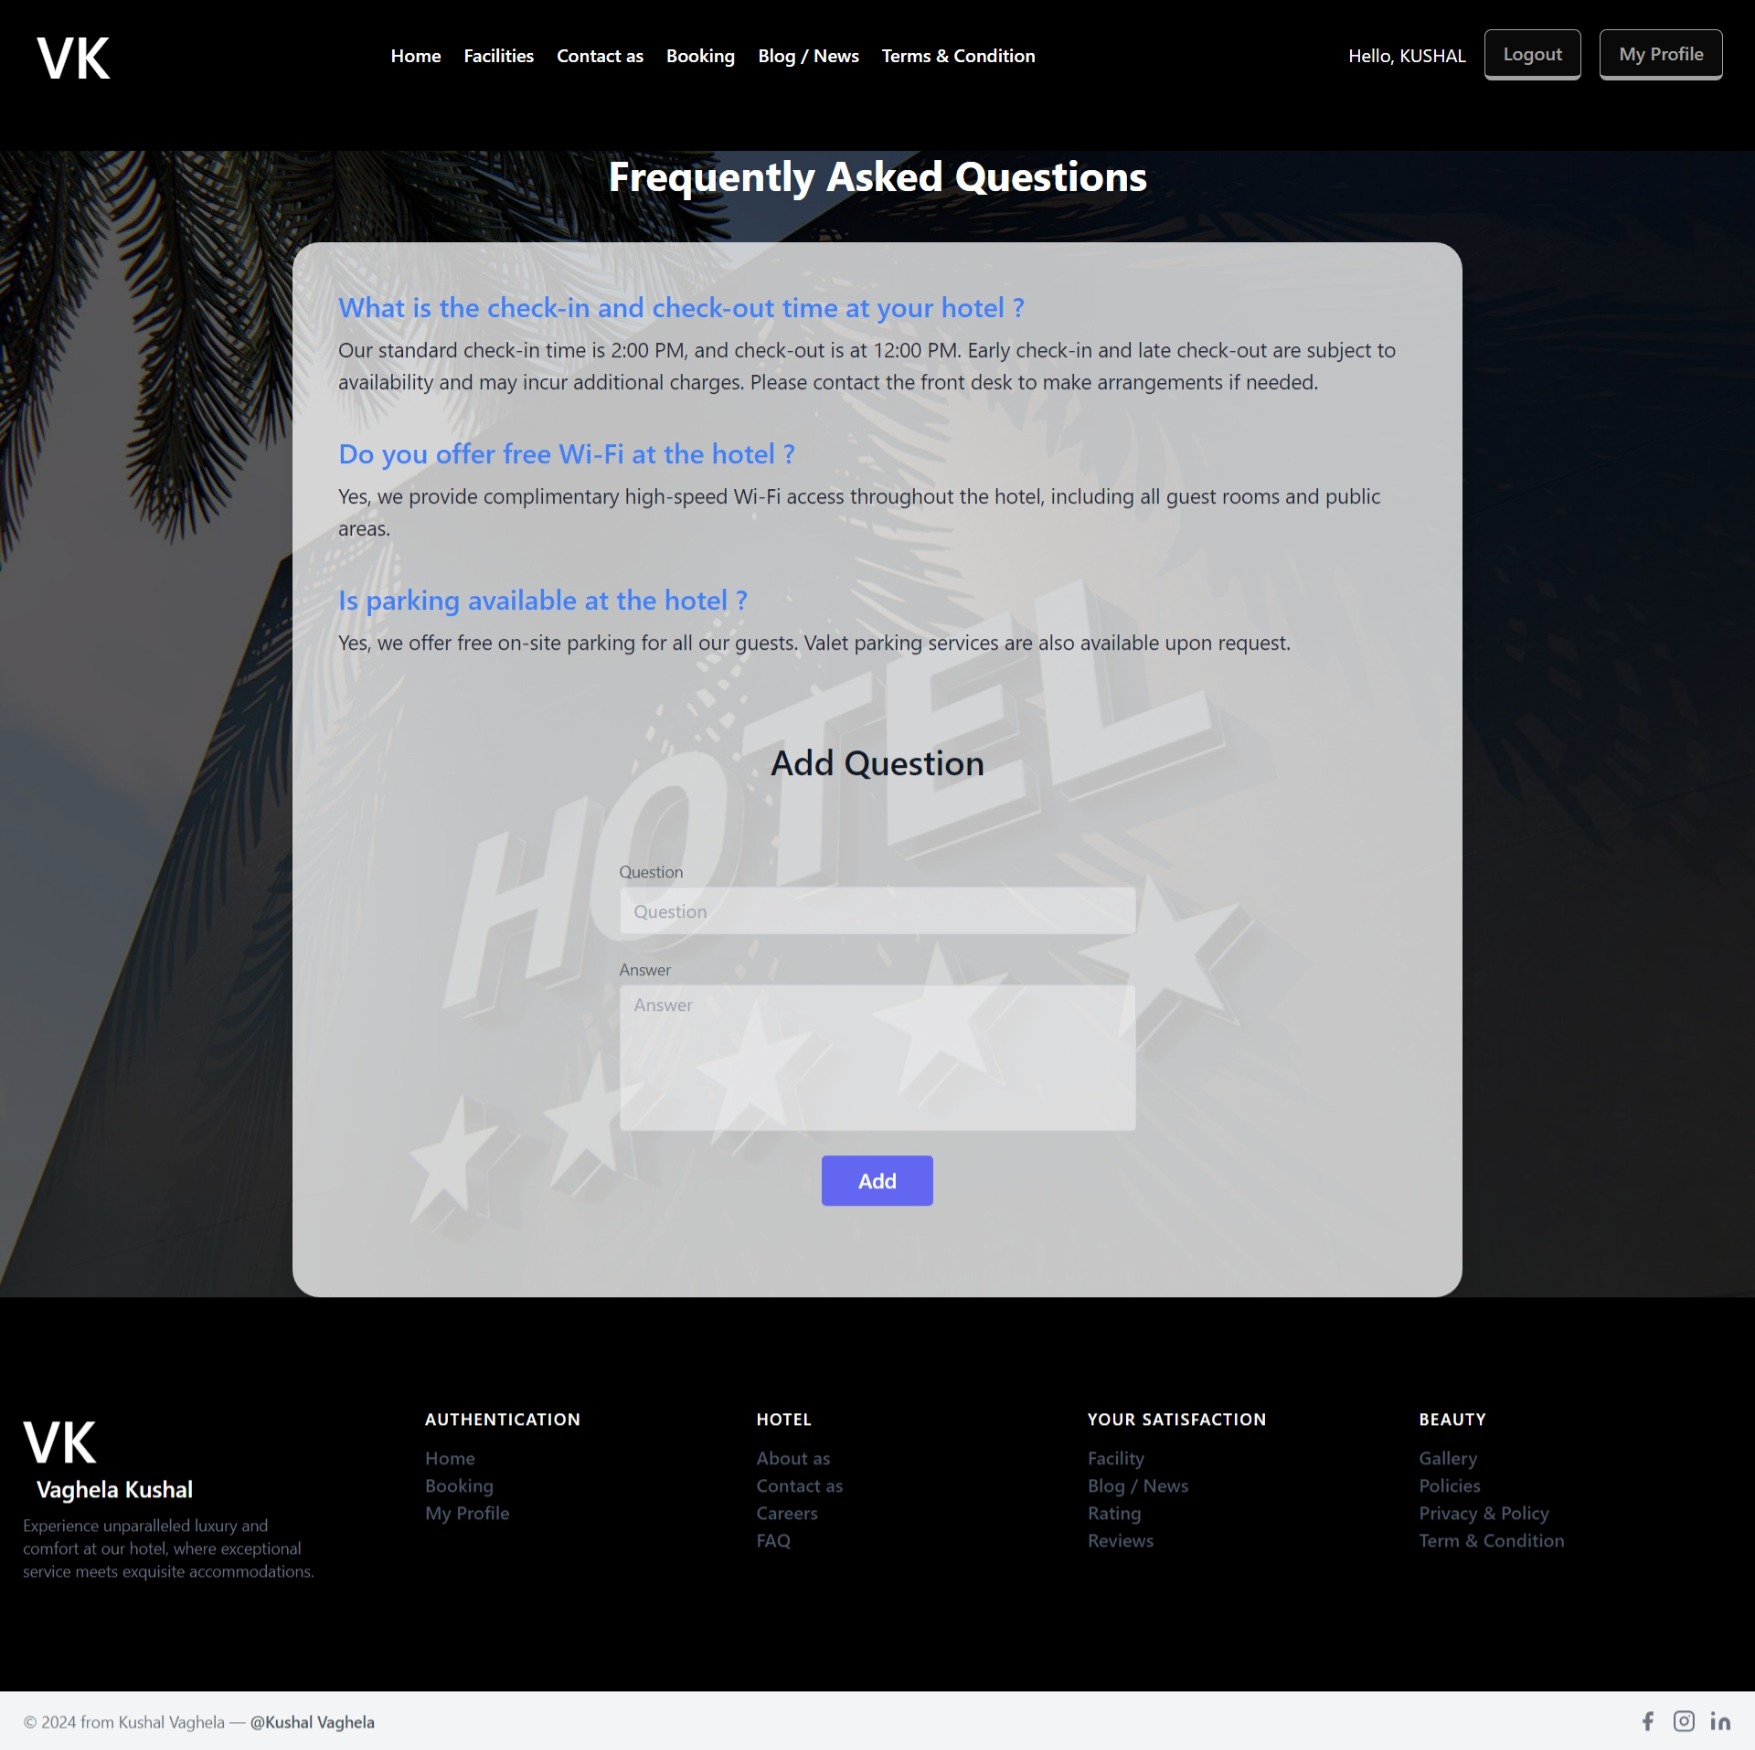 VK
Home Facilities Contact as Booking Blog / News Terms & Condition
Hello, KUSHAL Logout My Profile
Frequently Asked Questions
What is the check-in and check-out time at your hotel ?
Our standard check-in time is 2:00 PM, and check-out is at 12:00 PM. Early check-in and late check-out are subject to
availability and may incur additional charges. Please contact the front desk to make arrangements if needed.
Do you offer free Wi-Fi at the hotel ?
Yes, we provide complimentary high-speed Wi-Fi access throughout the hotel, including all guest rooms and public
areas.
Is parking available at the hotel ?
Yes, we offer free on-site parking for all our guests. Valet parking services are also available upon request.
HOTEL
Add Question
Question
Question
Answer
Answer
Add
VK
Vaghela Kushal
Experience unparalleled luxury and
comfort at our hotel, where exceptional
service meets exquisite accommodations.
AUTHENTICATION
Home
Booking
My Profile
HOTEL
About as
Contact as
Careers
FAQ
YOUR SATISFACTION
Facility
Blog / News
Rating
Reviews
BEAUTY
Gallery
Policies
Privacy & Policy
Term & Condition
© 2024 from Kushal Vaghela — @Kushal Vaghela